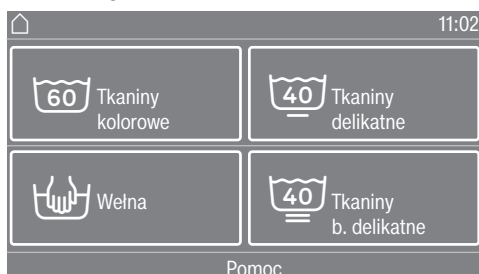 11:02
60 Tkaniny
kolorowe
40 Tkaniny
delikatne
Wełna
40 Tkaniny
b. delikatne
Pomoc